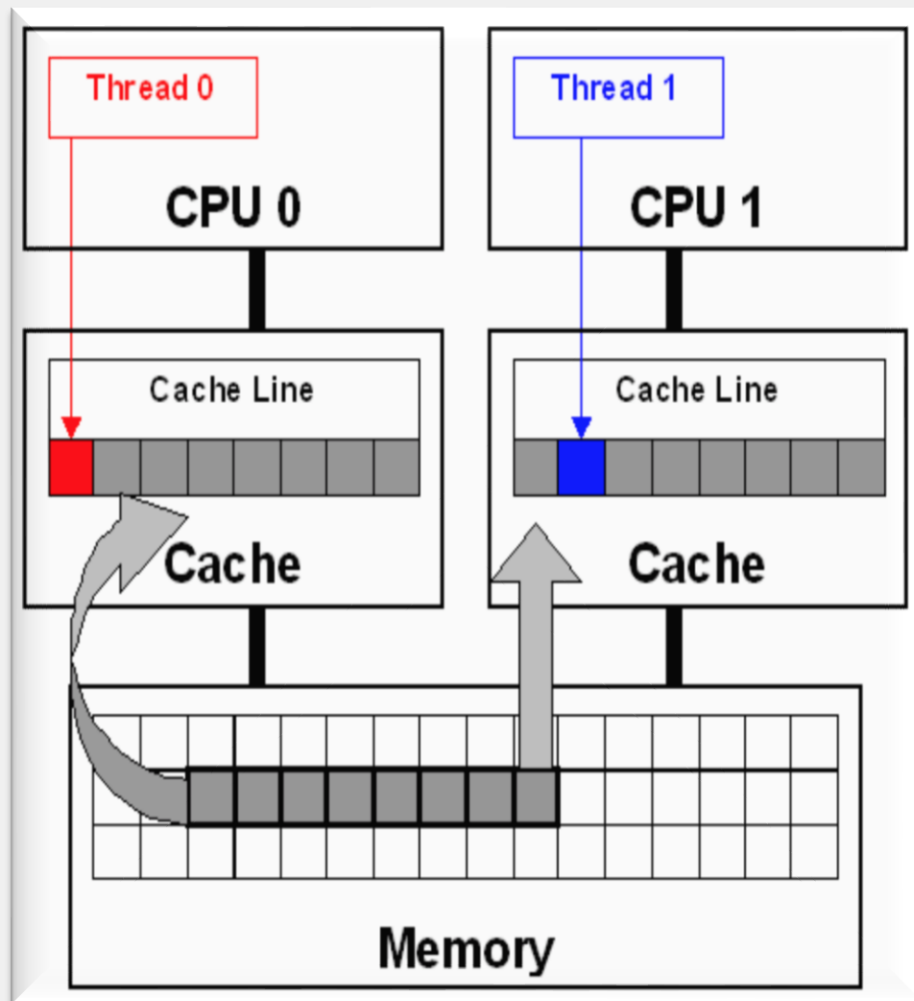 Thread 0
Thread 1
CPU 0
CPU 1
Cache Line
Cache Line
Cache
Cache
Memory